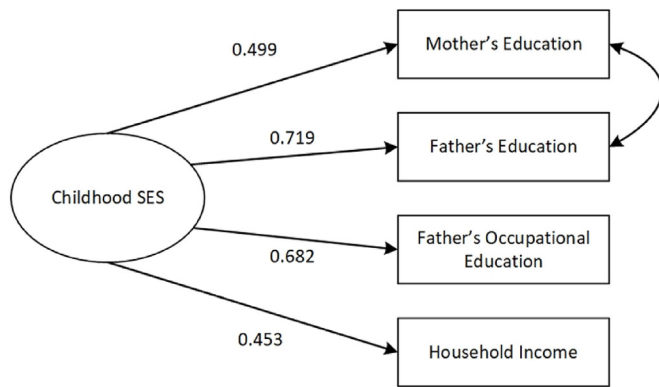 Mother's Education
0.499
0.719
Father's Education
Childhood SES
Father's Occupational
Education
0.682
0.453
Household Income